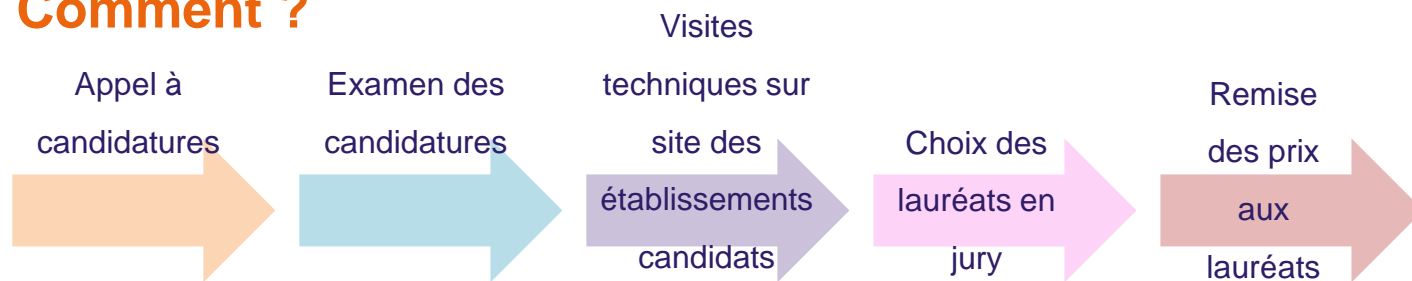 Comment ?
Appel à
candidatures
Examen des
candidatures
Visites
techniques sur
site des
établissements
candidats
Choix des
lauréats en
jury
Remise
des prix
aux
lauréats